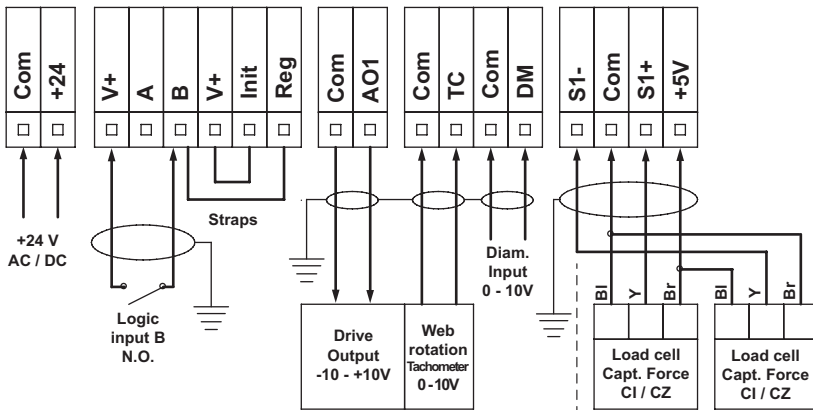 Com
+24
V+
A
B
V+
Init
Reg
Com
AO1
Com
TC
Com
DM
S1-
Com
S1+
+5V
+24 V
AC / DC
Straps
Logic
input B
N.O.
Diam.
Input
0 - 10V
Drive
Output
-10 - +10V
Web
rotation
Tachometer
0 -10V
Bl
Y
Br
Bl
Y
Br
Load cell
Capt. Force
CI / CZ
Load cell
Capt. Force
CI / CZ